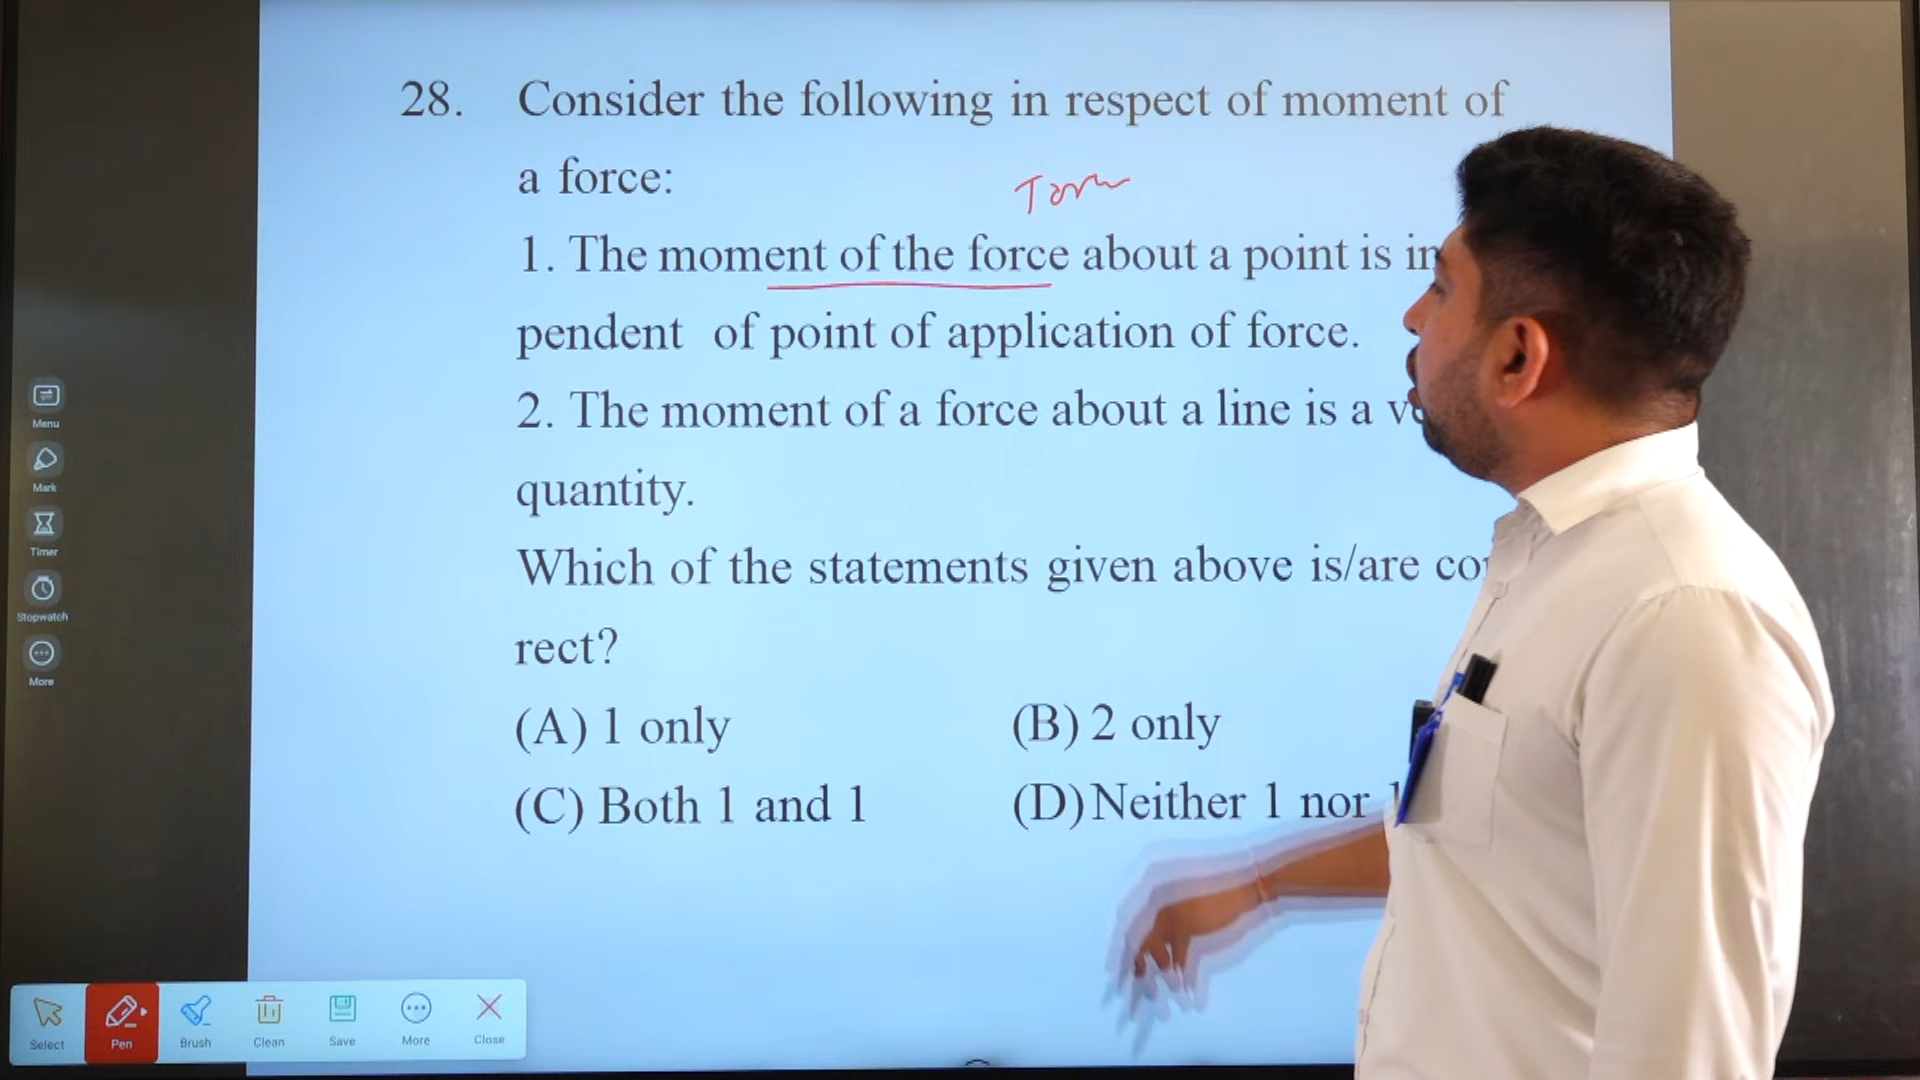 28. Consider the following in respect of moment of
a force:
1. The moment of the force about a point is
pendent of point of application of force.
2. The moment of a force about a line is a
quantity.
Which of the statements given above is/are
rect?
(A) 1 only
(B) 2 only
(C) Both 1 and 1
(D) Neither 1 nor
Menu
Mark
Timer
Stopwatch
More
Select
Pen
Brush
Clean
Save
More
Close